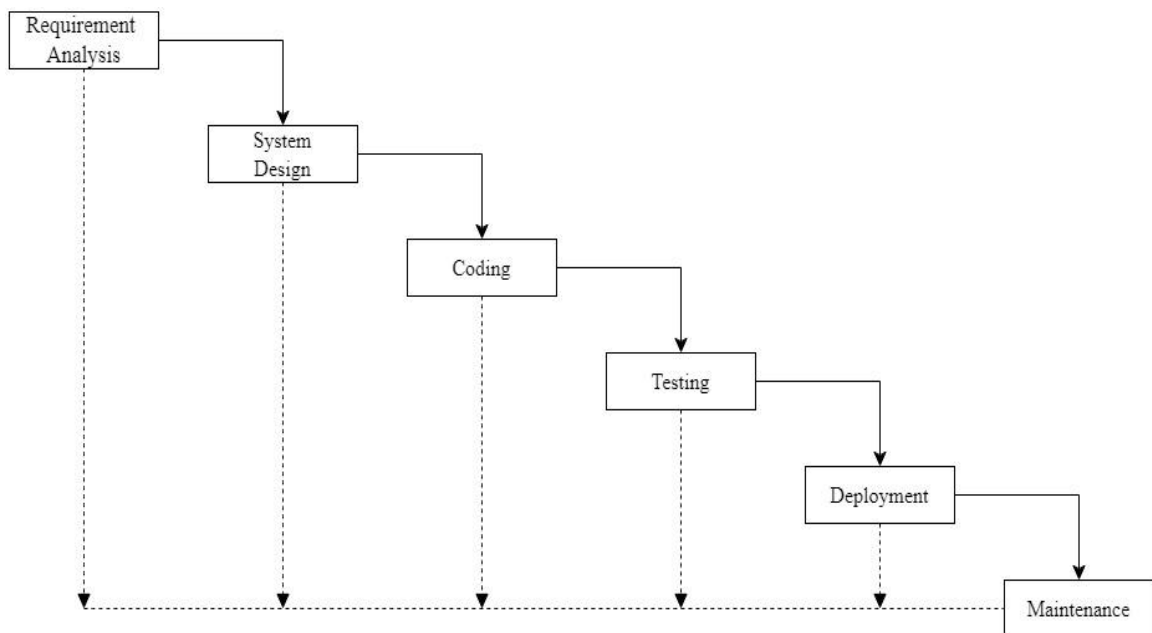 Requirement
Analysis
System
Design
Coding
Testing
Deployment
Maintenance